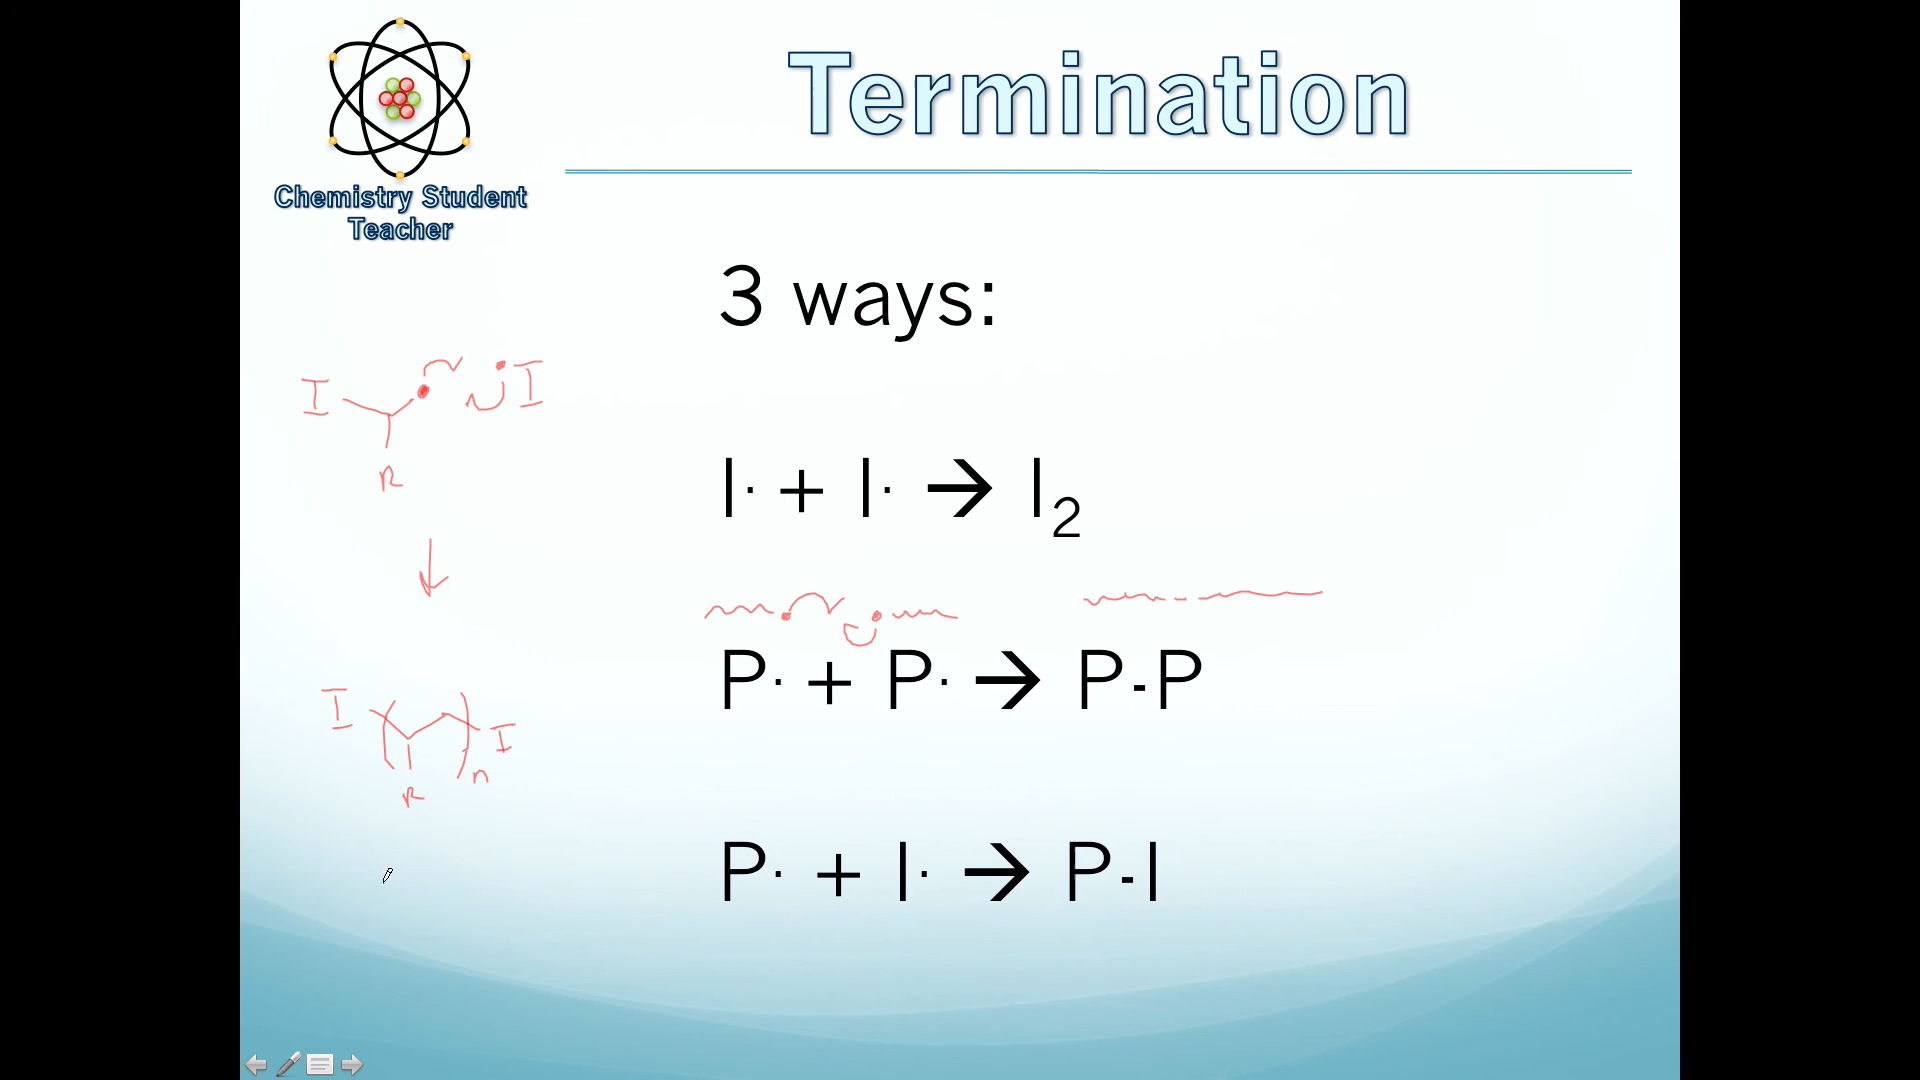 Termination
Chemistry Student
Teacher
3 ways:
I· + I· → I₂
P· + P· → P-P
P· + I· → P-I
I I
R
I I
n
R